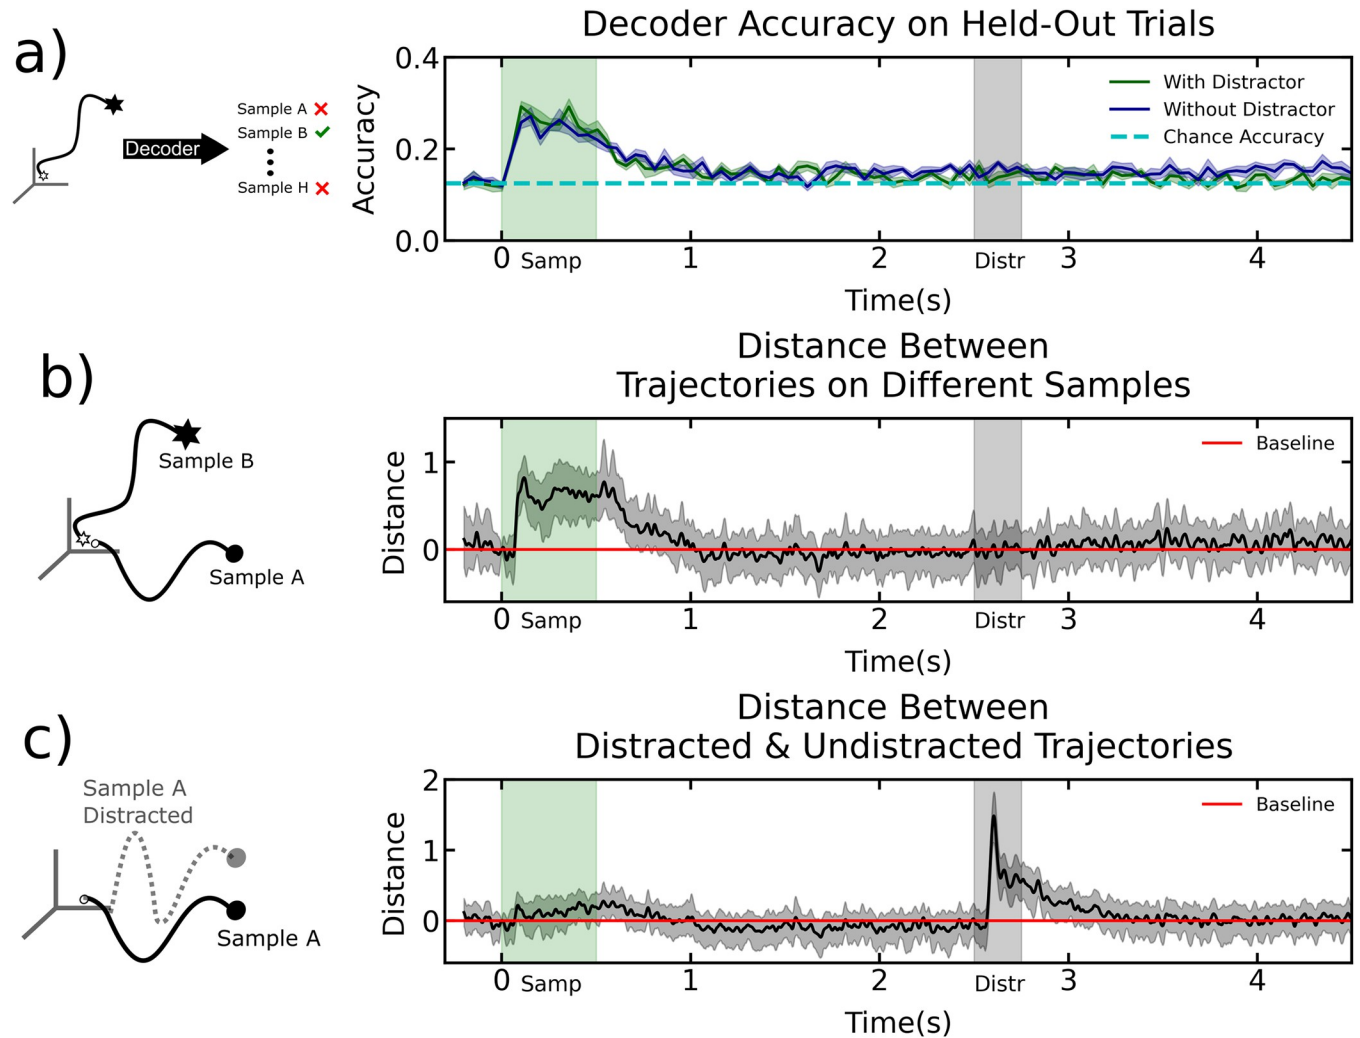 a)
Decoder
Sample A
Sample B
Sample H
Decoder Accuracy on Held-Out Trials
Accuracy
0.4
0.2
0.0
With Distractor
Without Distractor
Chance Accuracy
0 1 2 3 4
Samp Distr
Time(s)
b)
Sample B
Sample A
Distance Between
Trajectories on Different Samples
Distance
1
0
Baseline
0 1 2 3 4
Samp Distr
Time(s)
c)
Sample A
Distracted
Sample A
Distance Between
Distracted & Undistracted Trajectories
Distance
2
1
0
Baseline
0 1 2 3 4
Samp Distr
Time(s)